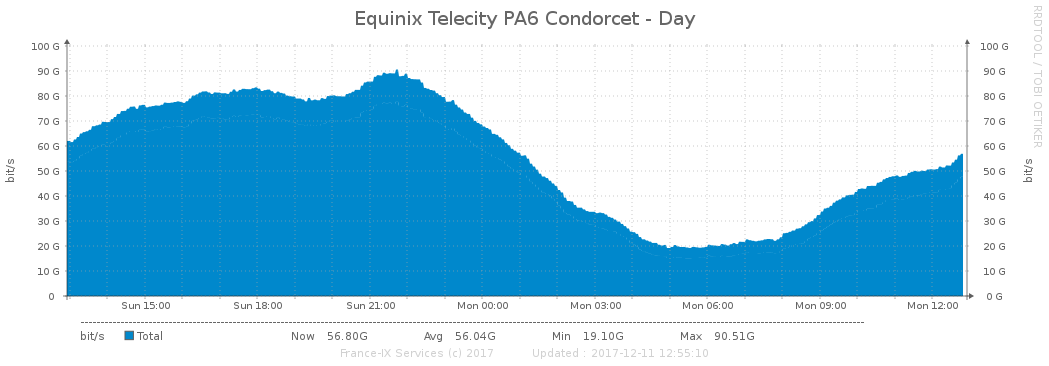 Equinix Telecity PA6 Condorcet - Day
RRDTOOL / TOBI OETIKER
100 G 100 G
90 G 90 G
80 G 80 G
70 G 70 G
60 G 60 G
50 G 50 G
40 G 40 G
30 G 30 G
20 G 20 G
10 G 10 G
0 0 G
bit/s bit/s
Sun 15:00 Sun 18:00 Sun 21:00 Mon 00:00 Mon 03:00 Mon 06:00 Mon 09:00 Mon 12:00
bit/s Total Now 56.80G Avg 56.04G Min 19.10G Max 90.51G
France-IX Services (c) 2017 Updated : 2017-12-11 12:55:10